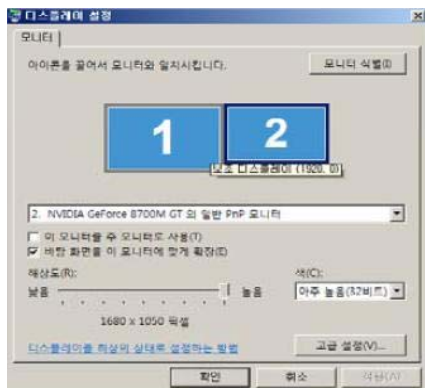 디스플레이 설정
모니터
아이콘을 끌어서 모니터와 일치시킵니다.
모니터 식별(I)
1
2
보조 디스플레이 (1920, 0)
2. NVIDIA GeForce 8700M GT 의 일반 PnP 모니터
이 모니터를 주 모니터로 사용(T)
바탕 화면을 이 모니터에 맞게 확장(E)
해상도(R):
색(C):
낮음
높음
아주 높음(32비트)
1680 x 1050 픽셀
디스플레이를 최상의 상태로 설정하는 방법
고급 설정(V)...
확인
취소
적용(A)